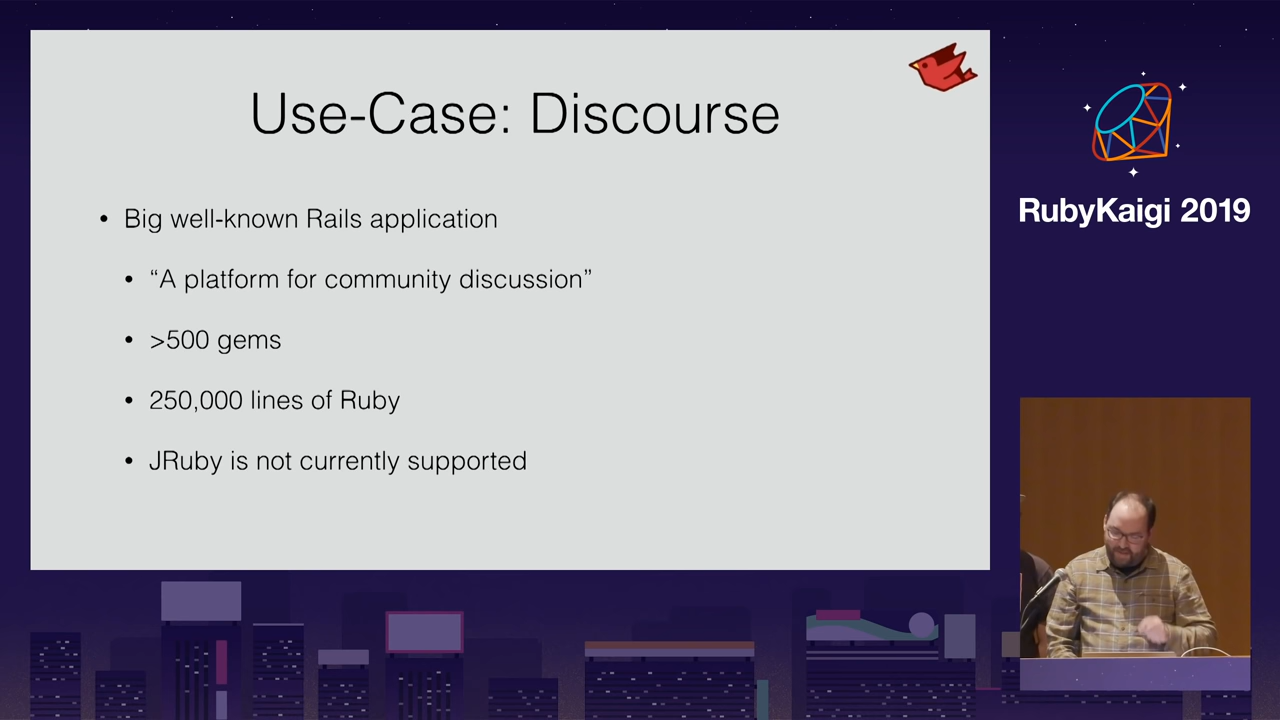 Use-Case: Discourse
• Big well-known Rails application
• “A platform for community discussion”
• >500 gems
• 250,000 lines of Ruby
• JRuby is not currently supported
RubyKaigi 2019